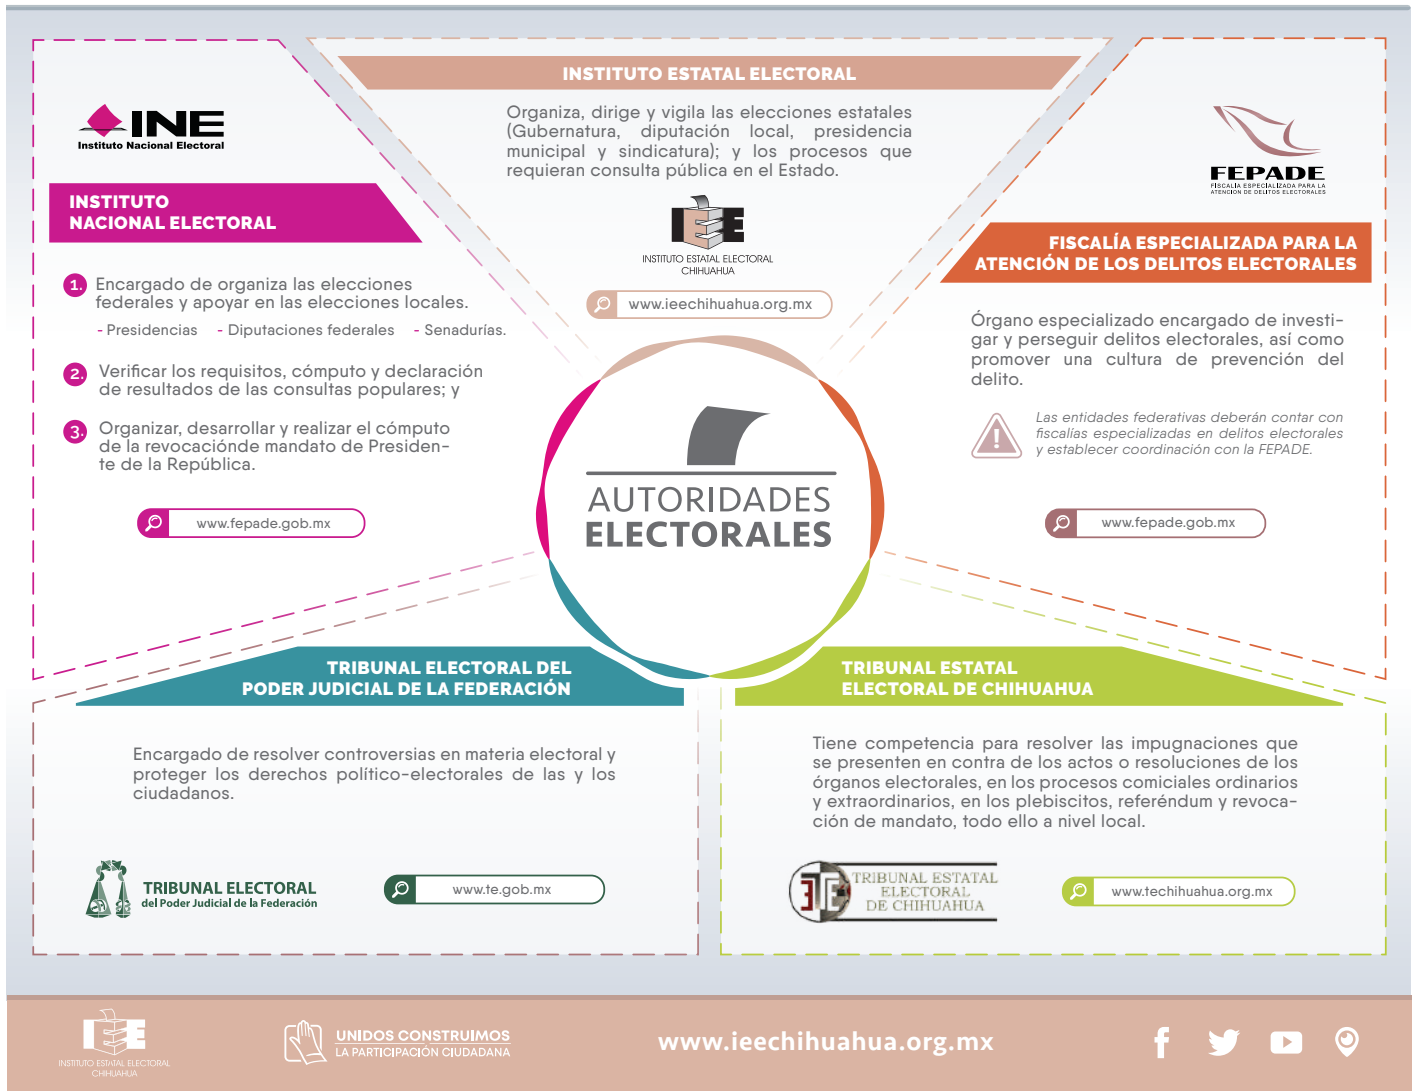 INE
Instituto Nacional Electoral
INSTITUTO
NACIONAL ELECTORAL
1. Encargado de organiza las elecciones
federales y apoyar en las elecciones locales.
- Presidencias - Diputaciones federales - Senadurías.
2. Verificar los requisitos, cómputo y declaración
de resultados de las consultas populares; y
3. Organizar, desarrollar y realizar el cómputo
de la revocaciónde mandato de Presiden-
te de la República.
www.fepade.gob.mx
INSTITUTO ESTATAL ELECTORAL
Organiza, dirige y vigila las elecciones estatales
(Gubernatura, diputación local, presidencia
municipal y sindicatura); y los procesos que
requieran consulta pública en el Estado.
IEE
INSTITUTO ESTATAL ELECTORAL
CHIHUAHUA
www.ieechihuahua.org.mx
FEPADE
FISCALÍA ESPECIALIZADA PARA LA
ATENCIÓN DE DELITOS ELECTORALES
FISCALÍA ESPECIALIZADA PARA LA
ATENCIÓN DE LOS DELITOS ELECTORALES
Órgano especializado encargado de investi-
gar y perseguir delitos electorales, así como
promover una cultura de prevención del
delito.
!
Las entidades federativas deberán contar con
fiscalías especializadas en delitos electorales
y establecer coordinación con la FEPADE.
www.fepade.gob.mx
AUTORIDADES
ELECTORALES
TRIBUNAL ELECTORAL DEL
PODER JUDICIAL DE LA FEDERACIÓN
Encargado de resolver controversias en materia electoral y
proteger los derechos político-electorales de las y los
ciudadanos.
TRIBUNAL ELECTORAL
del Poder Judicial de la Federación
www.te.gob.mx
TRIBUNAL ESTATAL
ELECTORAL DE CHIHUAHUA
Tiene competencia para resolver las impugnaciones que
se presenten en contra de los actos o resoluciones de los
órganos electorales, en los procesos comiciales ordinarios
y extraordinarios, en los plebiscitos, referéndum y revoca-
ción de mandato, todo ello a nivel local.
TRIBUNAL ESTATAL
ELECTORAL
DE CHIHUAHUA
www.techihuahua.org.mx
IEE
INSTITUTO ESTATAL ELECTORAL
CHIHUAHUA
UNIDOS CONSTRUIMOS
LA PARTICIPACIÓN CIUDADANA
www.ieechihuahua.org.mx